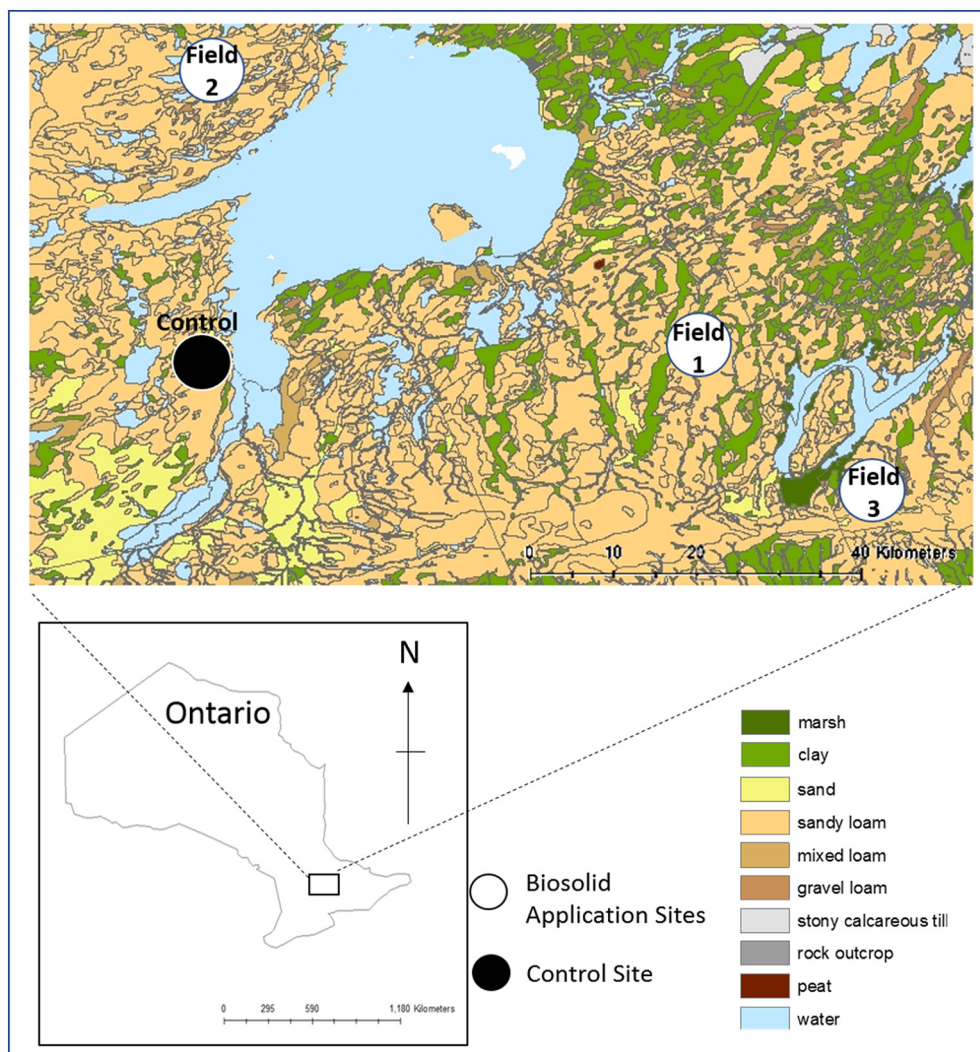 Field
2
Control
Field
1
Field
3
0 10 20 40 Kilometers
Ontario
N
Biosolid
Application Sites
Control Site
0 295 590 1,180 Kilometers
marsh
clay
sand
sandy loam
mixed loam
gravel loam
stony calcareous till
rock outcrop
peat
water